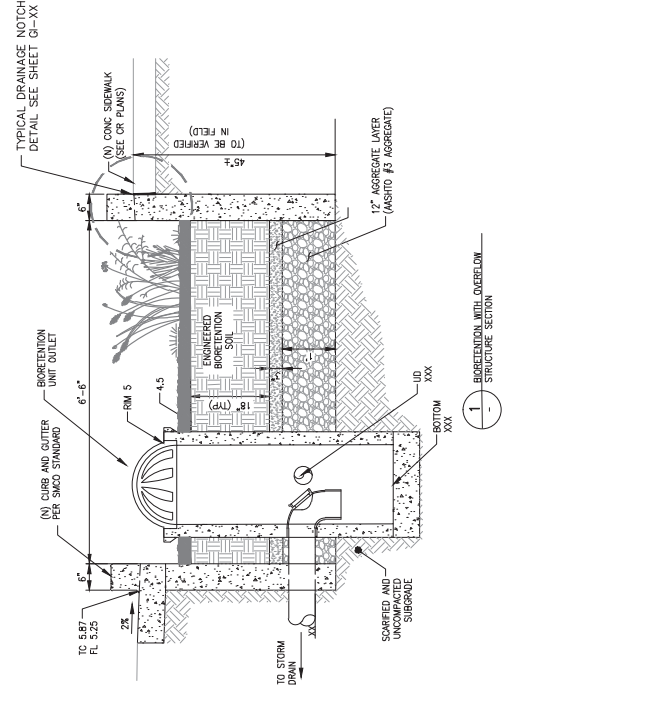 TYPICAL DRAINAGE NOTCH
DETAIL SEE SHEET GI-XX
(N) CONC SIDEWALK
(SEE CR PLANS)
6"
45"±
(TO BE VERIFIED
IN FIELD)
12" AGGREGATE LAYER
(AASHTO #3 AGGREGATE)
BIORETENTION
UNIT OUTLET
6'-6"
(N) CURB AND GUTTER
PER SMCO STANDARD
RIM 5
4.5
ENGINEERED
BIORETENTION
SOIL
18" (TYP)
3"
1'
6"
TC 5.87
FL 5.25
2%
UD
XXX
BOTTOM
XXX
TO STORM
DRAIN
XX
SCARIFIED AND
UNCOMPACTED
SUBGRADE
1
-
BIORETENTION WITH OVERFLOW
STRUCTURE SECTION